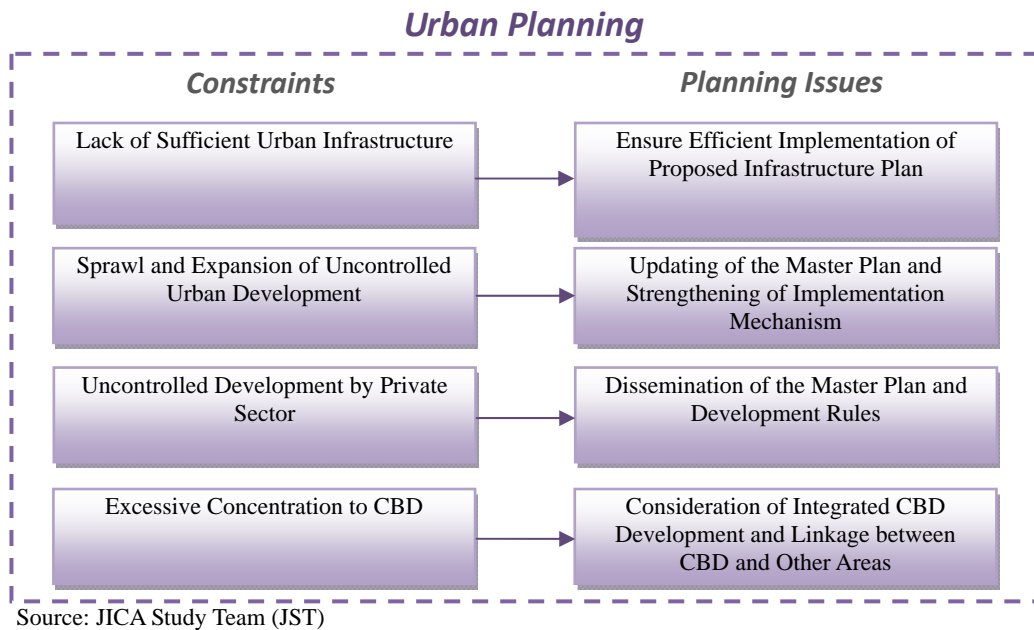 Urban Planning
Constraints
Planning Issues
Lack of Sufficient Urban Infrastructure
Ensure Efficient Implementation of
Proposed Infrastructure Plan
Sprawl and Expansion of Uncontrolled
Urban Development
Updating of the Master Plan and
Strengthening of Implementation
Mechanism
Uncontrolled Development by Private
Sector
Dissemination of the Master Plan and
Development Rules
Excessive Concentration to CBD
Consideration of Integrated CBD
Development and Linkage between
CBD and Other Areas
Source: JICA Study Team (JST)